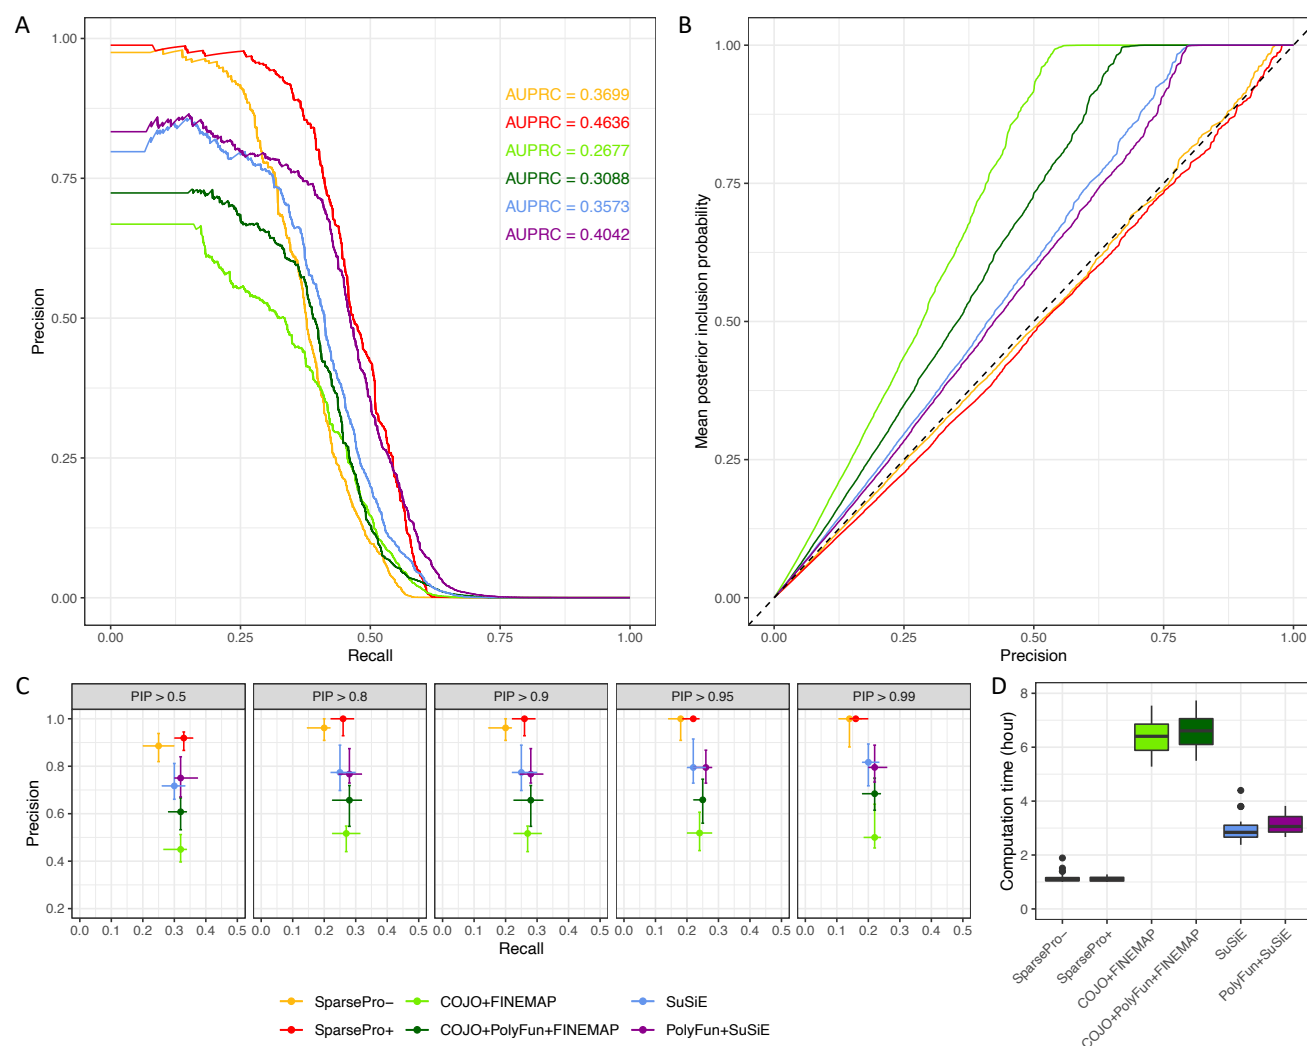 A
1.00
0.75
0.50
0.25
0.00
Precision
AUPRC = 0.3699
AUPRC = 0.4636
AUPRC = 0.2677
AUPRC = 0.3088
AUPRC = 0.3573
AUPRC = 0.4042
0.00 0.25 0.50 0.75 1.00
Recall
B
1.00
0.75
0.50
0.25
0.00
Mean posterior inclusion probability
0.00 0.25 0.50 0.75 1.00
Precision
C
PIP > 0.5 PIP > 0.8 PIP > 0.9 PIP > 0.95 PIP > 0.99
1.0
0.8
0.6
0.4
0.2
Precision
0.0 0.1 0.2 0.3 0.4 0.5 0.0 0.1 0.2 0.3 0.4 0.5 0.0 0.1 0.2 0.3 0.4 0.5 0.0 0.1 0.2 0.3 0.4 0.5 0.0 0.1 0.2 0.3 0.4 0.5
Recall
D
8
6
4
2
0
Computation time (hour)
SparsePro−
SparsePro+
COJO+FINEMAP
COJO+PolyFun+FINEMAP
SuSiE
PolyFun+SuSiE
SparsePro− COJO+FINEMAP SuSiE
SparsePro+ COJO+PolyFun+FINEMAP PolyFun+SuSiE